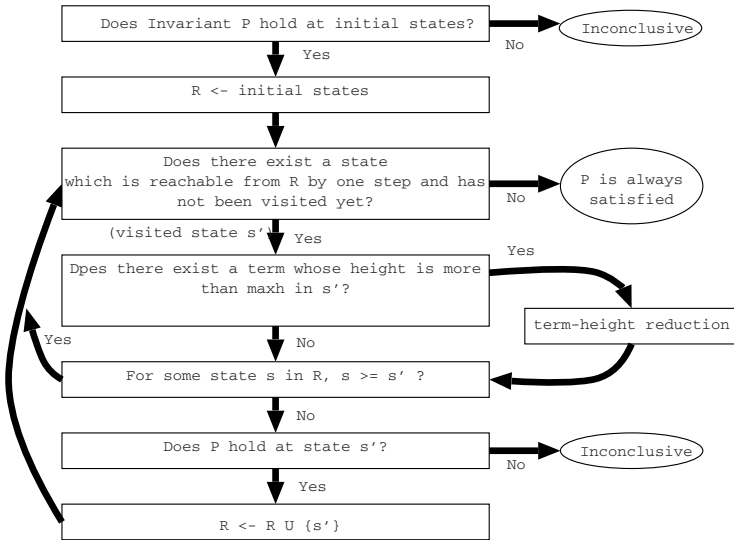 Does Invariant P hold at initial states?
No
Inconclusive
Yes
R <- initial states
Does there exist a state
which is reachable from R by one step and has
not been visited yet?
No
P is always
satisfied
(visited state s')
Yes
Dpes there exist a term whose height is more
than maxh in s'?
Yes
term-height reduction
No
Yes
For some state s in R, s >= s' ?
No
Does P hold at state s'?
No
Inconclusive
Yes
R <- R U {s'}